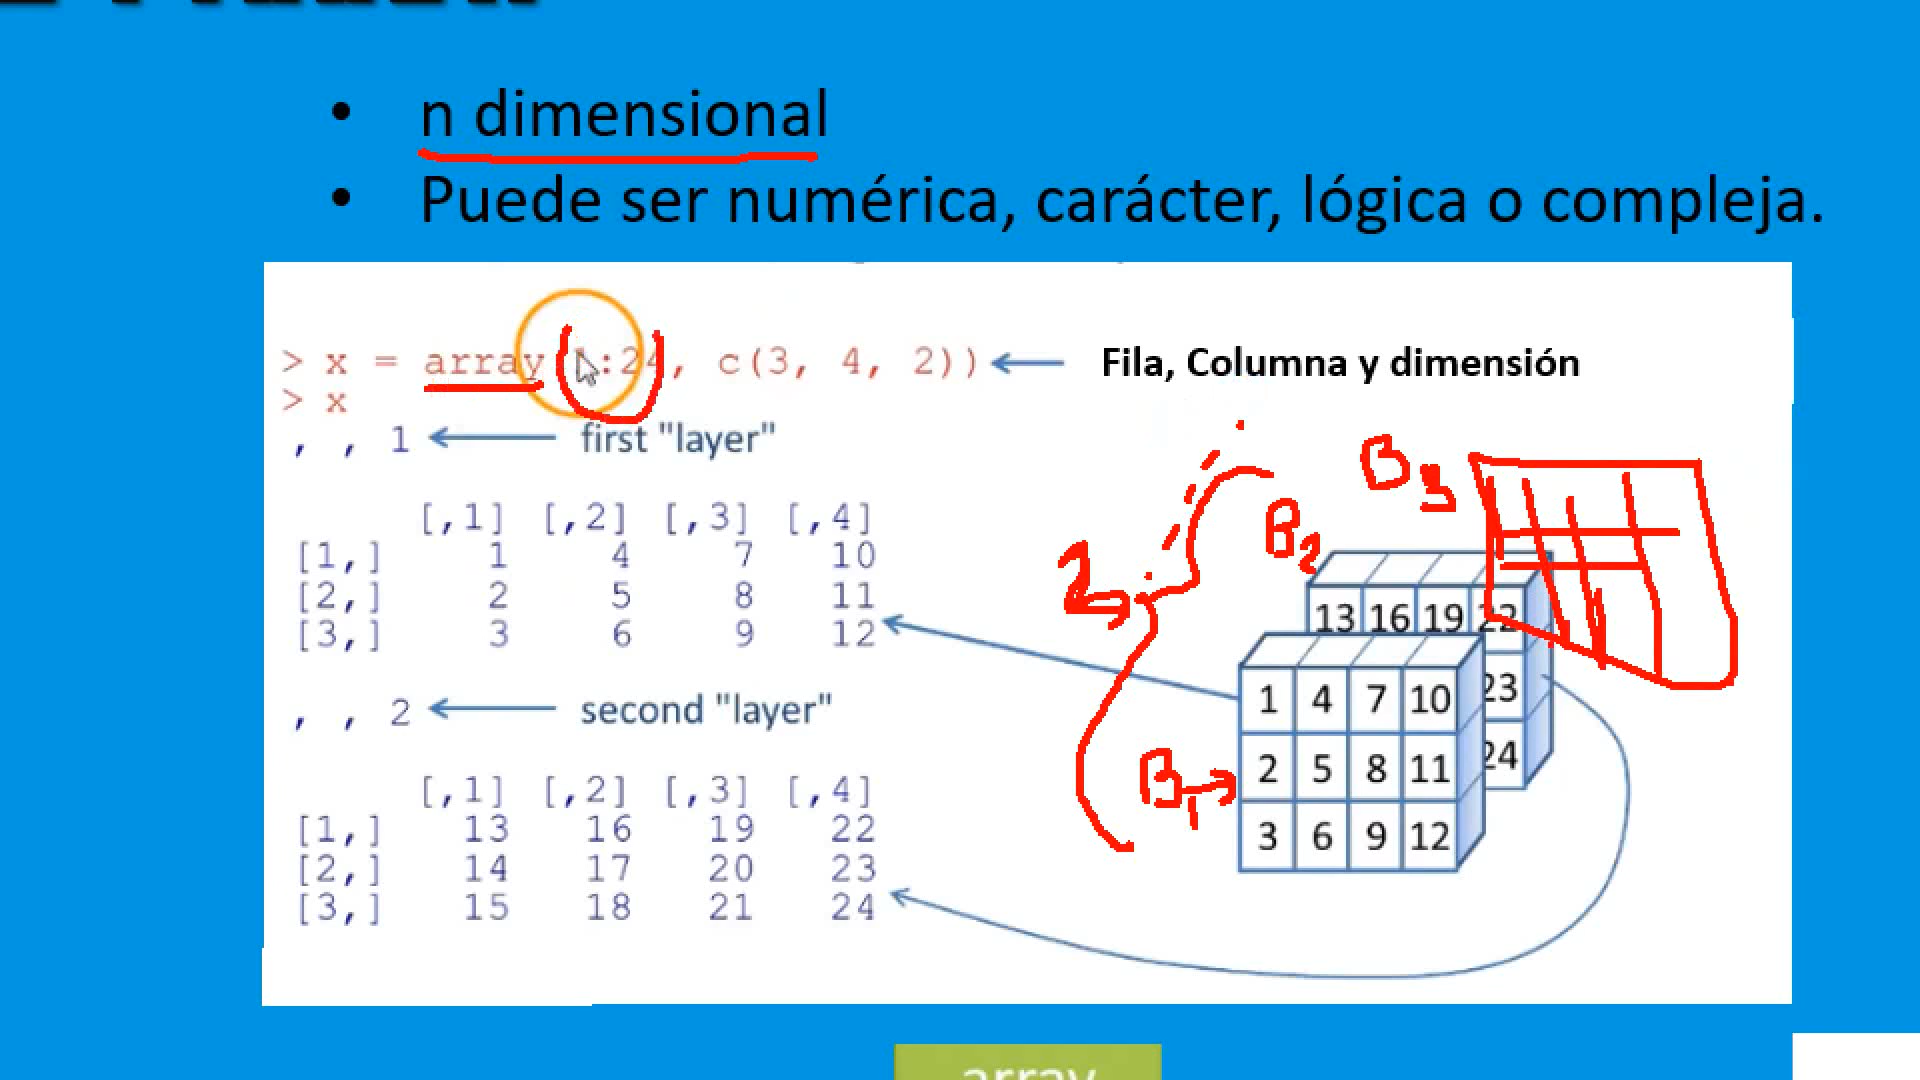 • n dimensional
• Puede ser numérica, carácter, lógica o compleja.
> x = array(1:24, c(3, 4, 2)) Fila, Columna y dimensión
> x
, , 1 first "layer"
[,1] [,2] [,3] [,4]
[1,] 1 4 7 10
[2,] 2 5 8 11
[3,] 3 6 9 12
, , 2 second "layer"
[,1] [,2] [,3] [,4]
[1,] 13 16 19 22
[2,] 14 17 20 23
[3,] 15 18 21 24
B3
B2
2
B1
13 16 19 22
23
24
1 4 7 10
2 5 8 11
3 6 9 12
array